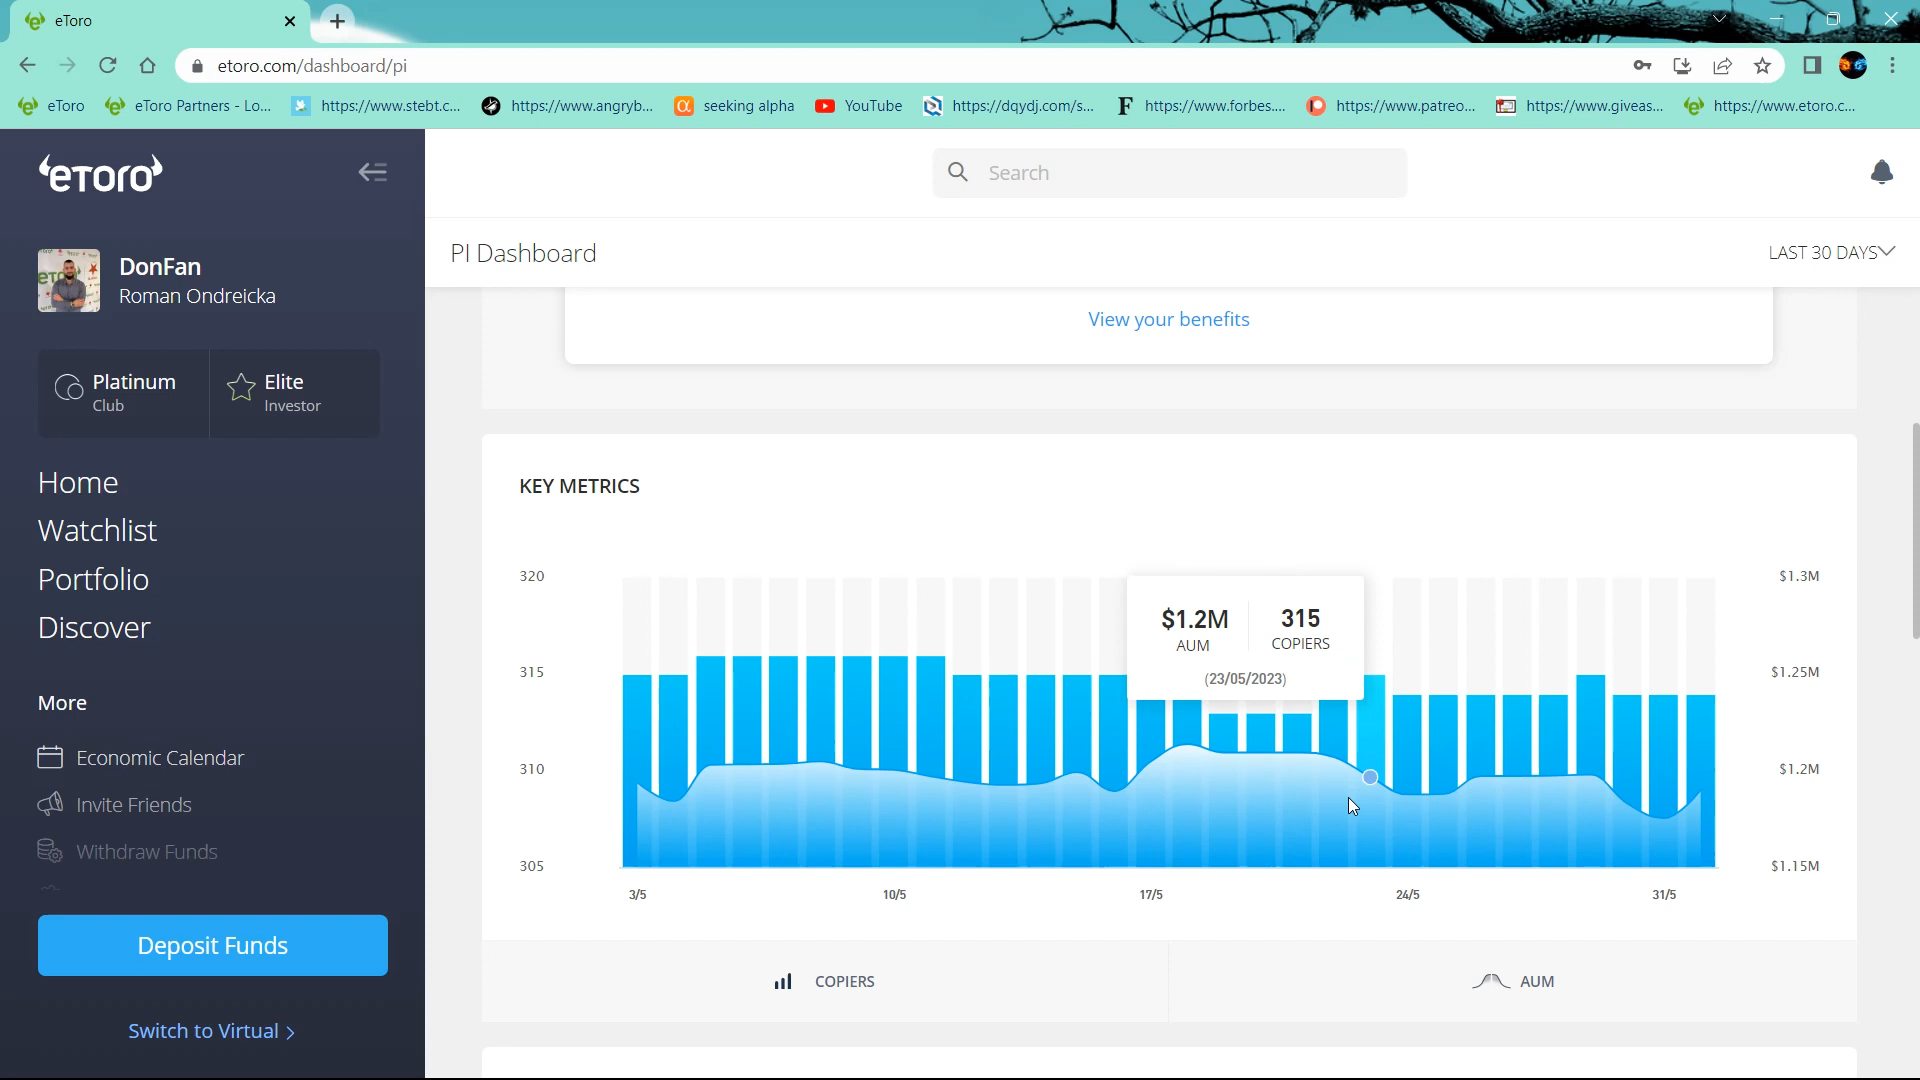 eToro
etoro.com/dashboard/pi
eToro
eToro Partners - Lo...
https://www.stebt.c...
https://www.angryb...
seeking alpha
YouTube
https://dqydj.com/s...
https://www.forbes....
https://www.patreo...
https://www.giveas...
https://www.etoro.c...
eToro
Search
DonFan
Roman Ondreicka
PI Dashboard
LAST 30 DAYS
Platinum
Club
Elite
Investor
View your benefits
Home
Watchlist
Portfolio
Discover
More
Economic Calendar
Invite Friends
Withdraw Funds
Deposit Funds
Switch to Virtual >
KEY METRICS
320
315
310
305
$1.3M
$1.25M
$1.2M
$1.15M
$1.2M
AUM
315
COPIERS
(23/05/2023)
3/5
10/5
17/5
24/5
31/5
COPIERS
AUM